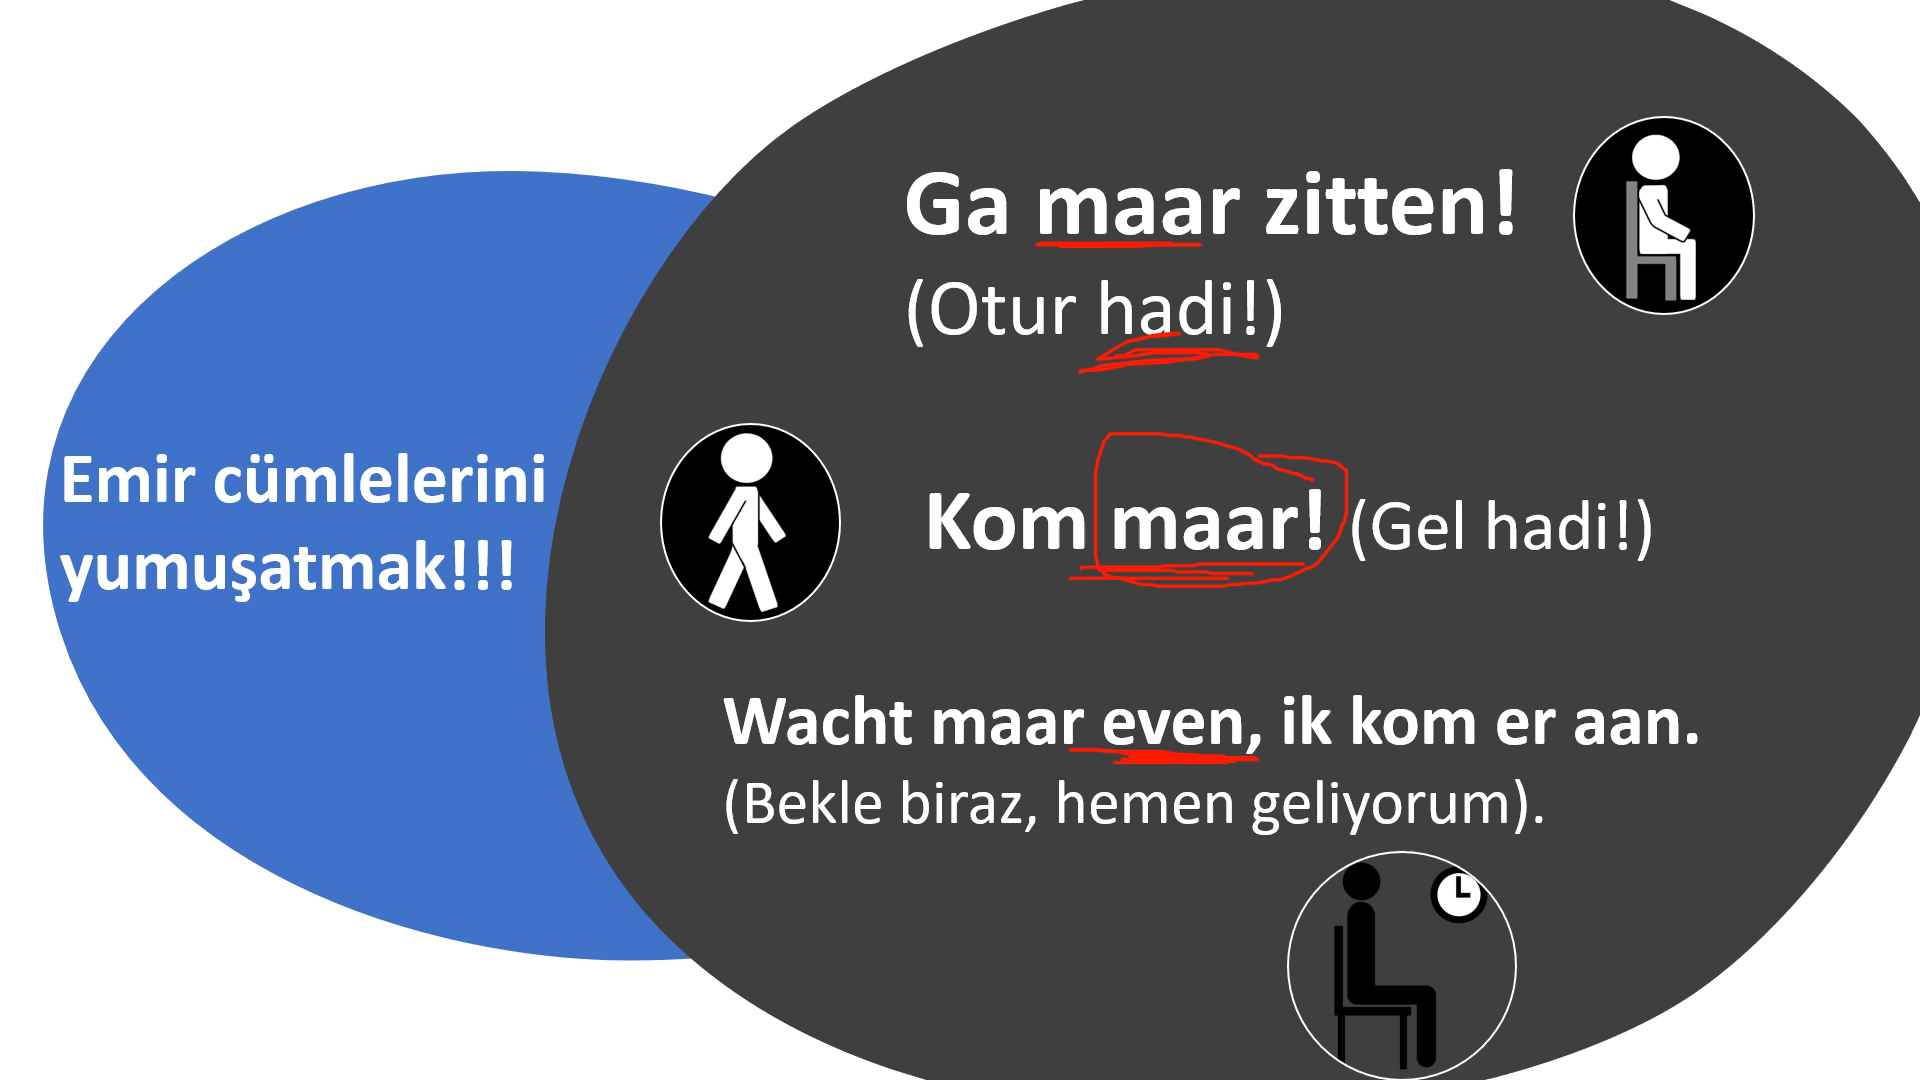 Emir cümlelerini
yumuşatmak!!!
Ga maar zitten!
(Otur hadi!)
Kom maar! (Gel hadi!)
Wacht maar even, ik kom er aan.
(Bekle biraz, hemen geliyorum).